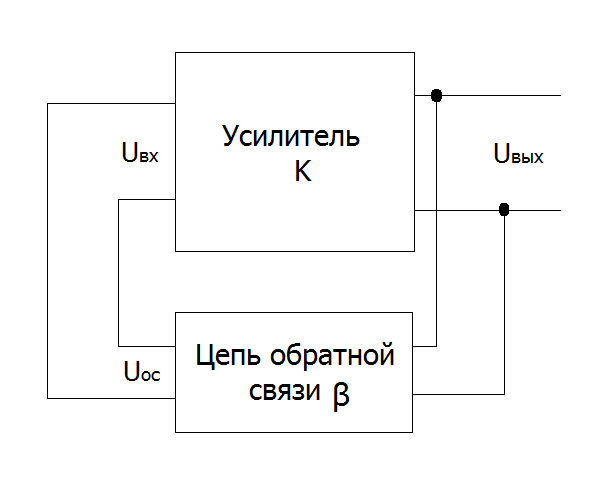 Усилитель
K
Uвх
Uвых
Цепь обратной
связи β
Uос